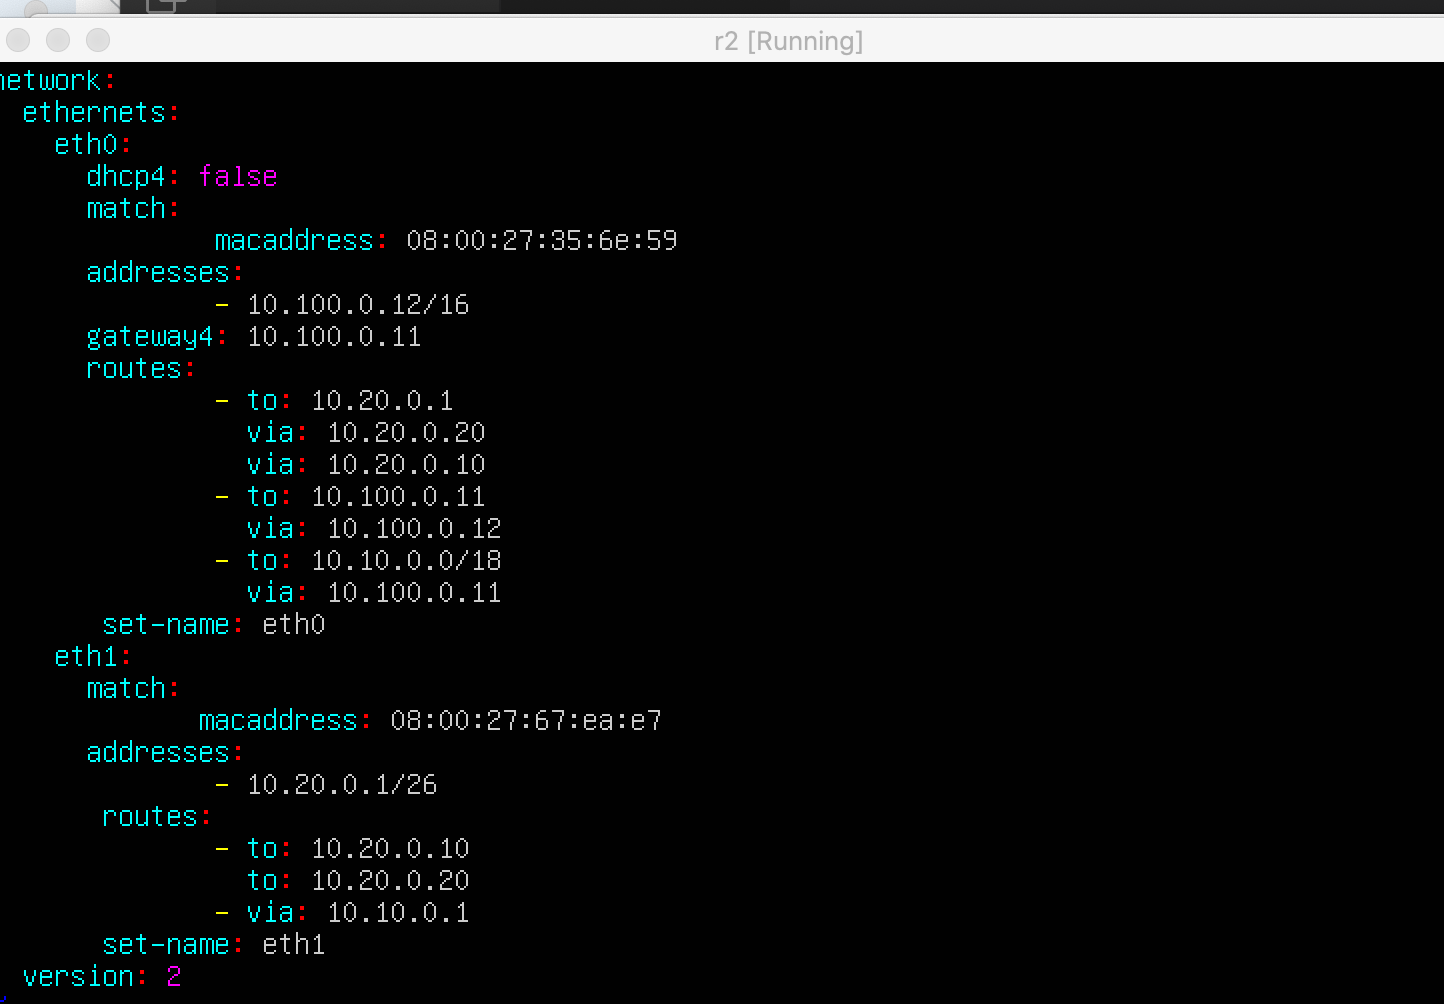 r2 [Running]
network:
ethernets:
eth0:
dhcp4: false
match:
macaddress: 08:00:27:35:6e:59
addresses:
- 10.100.0.12/16
gateway4: 10.100.0.11
routes:
- to: 10.20.0.1
via: 10.20.0.20
via: 10.20.0.10
- to: 10.100.0.11
via: 10.100.0.12
- to: 10.10.0.0/18
via: 10.100.0.11
set-name: eth0
eth1:
match:
macaddress: 08:00:27:67:ea:e7
addresses:
- 10.20.0.1/26
routes:
- to: 10.20.0.10
to: 10.20.0.20
- via: 10.10.0.1
set-name: eth1
version: 2